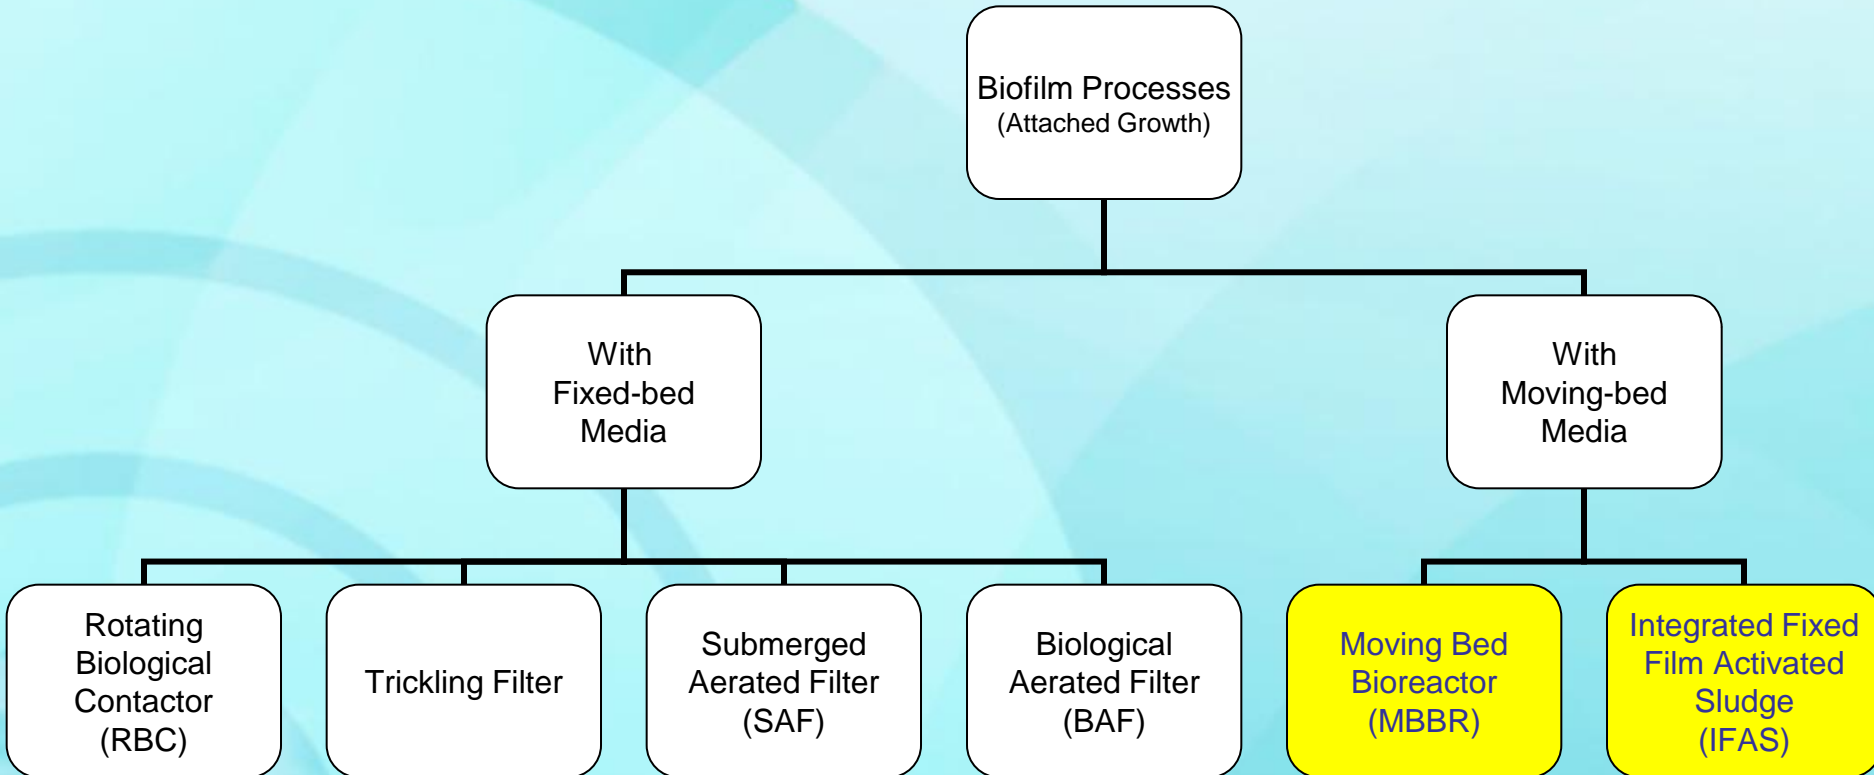 Biofilm Processes
(Attached Growth)
With
Fixed-bed
Media
With
Moving-bed
Media
Rotating
Biological
Contactor
(RBC)
Trickling Filter
Submerged
Aerated Filter
(SAF)
Biological
Aerated Filter
(BAF)
Moving Bed
Bioreactor
(MBBR)
Integrated Fixed
Film Activated
Sludge
(IFAS)